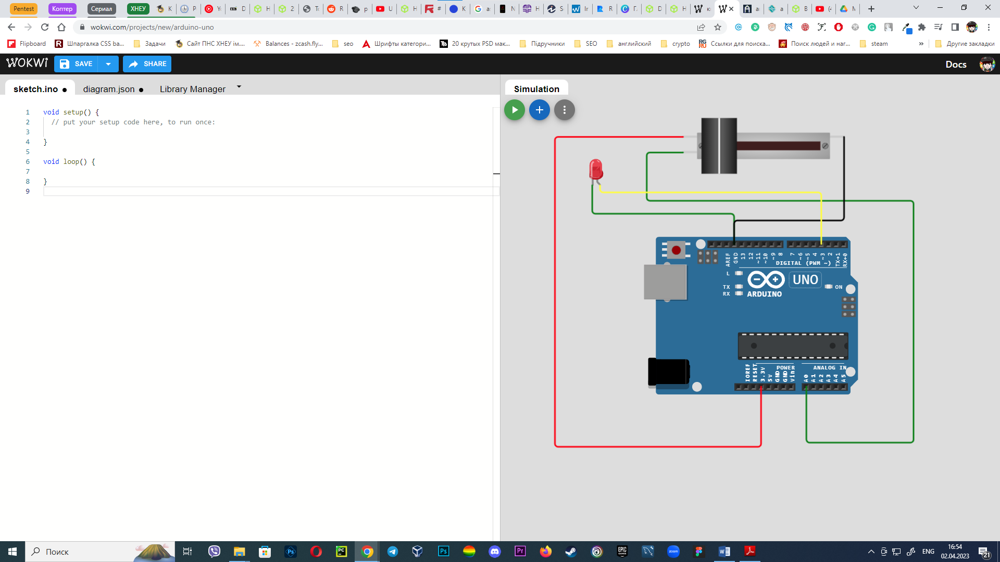 Pentest Коптер Сериал ХНЕУ
wokwi.com/projects/new/arduino-uno
Flipboard Шпаргалка CSS ba... Задачи Сайт ПНС ХНЕУ ім.... Balances - zcash.fly... seo Шрифты категори... 20 крутых PSD мак... Підручники SEO английский crypto Ссылки для поиска... Поиск людей и наг... steam » Другие закладки
WOKWI SAVE SHARE Docs
sketch.ino ● diagram.json ● Library Manager
Simulation
1 void setup() {
2 // put your setup code here, to run once:
3
4 }
5
6 void loop() {
7
8 }
9
AREF GND 13 12 ~11 ~10 ~9 8 7 ~6 ~5 4 ~3 2 TX→1 RX←0
DIGITAL (PWM ~)
L
TX
RX
UNO
ON
ARDUINO
POWER ANALOG IN
IOREF RESET 3.3V 5V GND GND Vin A0 A1 A2 A3 A4 A5
Поиск
ENG
16:54
02.04.2023
21